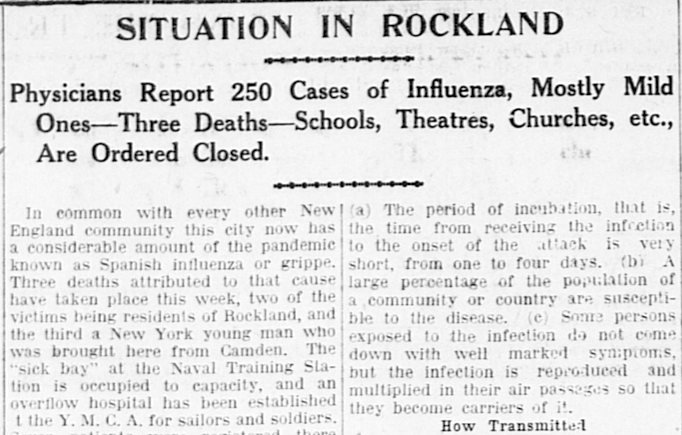 SITUATION IN ROCKLAND
Physicians Report 250 Cases of Influenza, Mostly Mild
Ones—Three Deaths—Schools, Theatres, Churches, etc.,
Are Ordered Closed.
In common with every other New
England community this city now has
a considerable amount of the pandemic
known as Spanish influenza or grippe.
Three deaths attributed to that cause
have taken place this week, two of the
victims being residents of Rockland, and
the third a New York young man who
was brought here from Camden. The
"sick bay" at the Naval Training Sta-
tion is occupied to capacity, and an
overflow hospital has been established
t the Y. M. C. A. for sailors and soldiers.
(a) The period of incubation, that is,
the time from receiving the infection
to the onset of the attack is very
short, from one to four days. (b) A
large percentage of the population of
a community or country are suscepti-
ble to the disease. (c) Some persons
exposed to the infection do not come
down with well marked symptoms,
but the infection is reproduced and
multiplied in their air passages so that
they become carriers of it.
How Transmitted